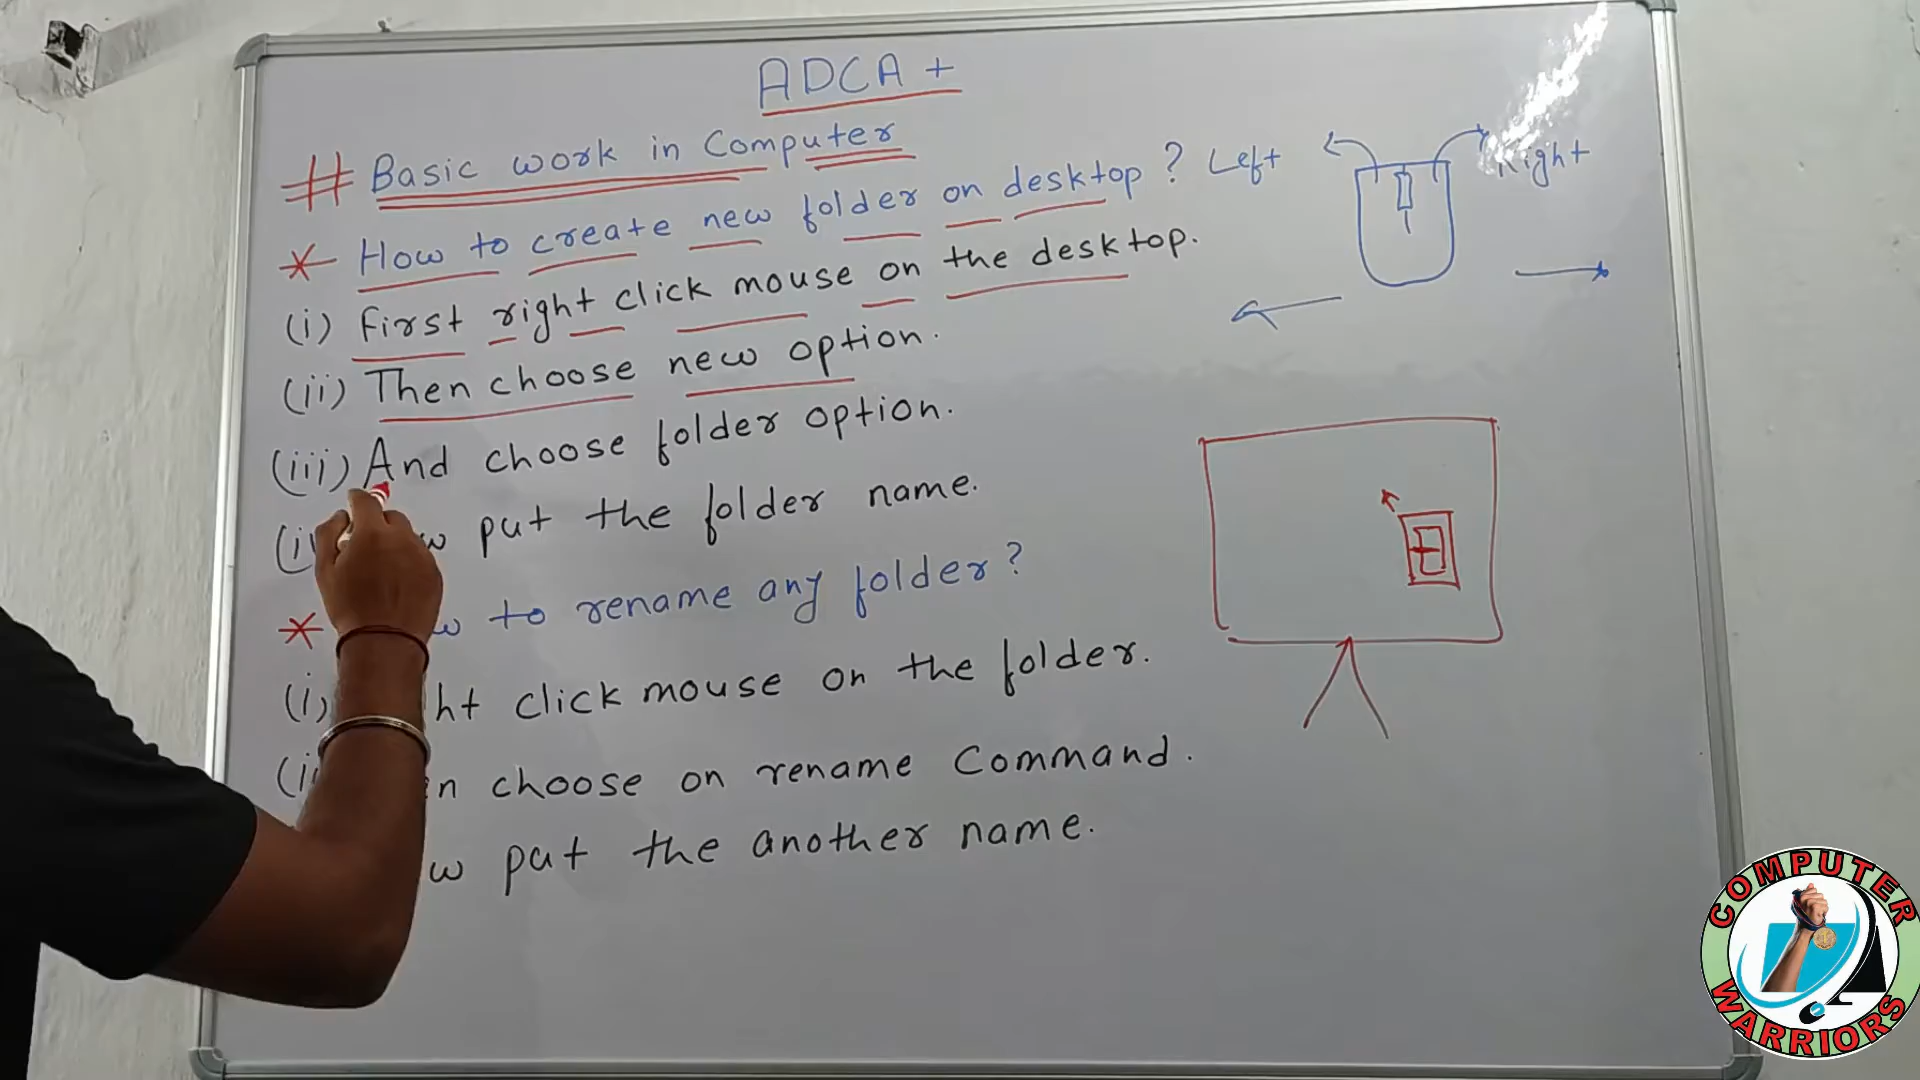 ADCA +
# Basic work in Computer
* How to create new folder on desktop ?
Left
Right
(i) First right click mouse on the desktop.
(ii) Then choose new option.
(iii) And choose folder option.
put the folder name.
to rename any folder ?
(i) click mouse on the folder.
choose on rename Command.
put the another name.
COMPUTER
WARRIORS